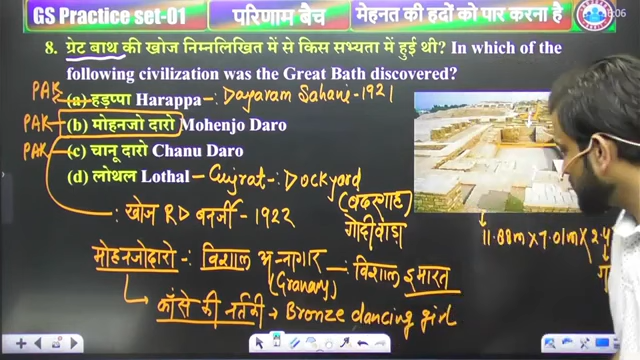 GS Practice set-01 परिणाम बैच मेहनत की हदों को पार करना है
8. ग्रेट बाथ की खोज निम्नलिखित में से किस सभ्यता में हुई थी? In which of the
following civilization was the Great Bath discovered?
PAK (a) हड़प्पा Harappa -: Dayaram Sahani - 1921
PAK (b) मोहनजो दारो Mohenjo Daro
PAK (c) चानू दारो Chanu Daro
(d) लोथल Lothal - Gujrat -: Dockyard
(बंदरगाह)
गोदीवाडा
: खोज RD बनर्जी - 1922
11.88m x 7.01m x 2.4
मोहनजोदारो -: विशाल अन्नागार -: विशाल इमारत
(Granary)
काँसे की नर्तकी → Bronze dancing girl